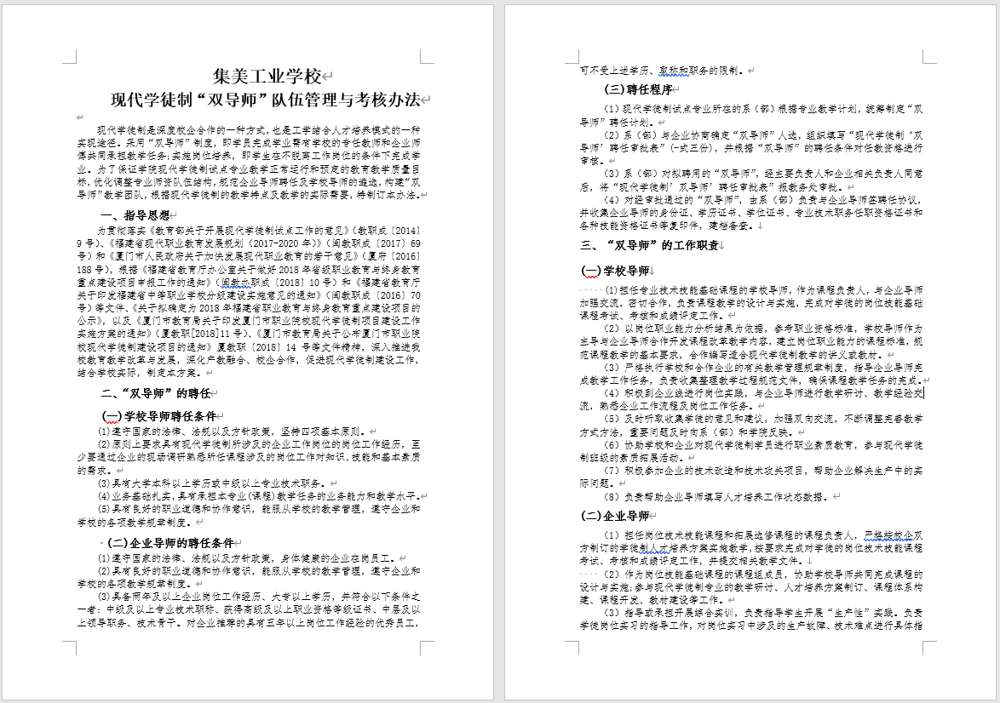 集美工业学校
现代学徒制“双导师”队伍管理与考核办法
现代学徒制是深度校企合作的一种方式,也是工学结合人才培养模式的一种
实现途径。采用“双导师”制度，即学员完成学业需有学校的专任教师和企业师
傅共同承担教学任务;实施岗位培养，即学生在不脱离工作岗位的条件下完成学
业。为了保证学院现代学徒制试点专业教学正常运行和预定的教育教学质量目
标，优化调整专业师资队伍结构，规范企业导师聘任及学校导师的遴选，构建“双
导师”教学团队，根据现代学徒制的教学特点及教学的实际需要，特制订本办法。
一、指导思想
为贯彻落实《教育部关于开展现代学徒制试点工作的意见》（教职成〔2014〕
9 号）、《福建省现代职业教育发展规划（2017-2020 年）》（闽教职成〔2017〕69
号）和《厦门市人民政府关于加快发展现代职业教育的若干意见》（厦府〔2016〕
188 号），根据《福建省教育厅办公室关于做好 2018 年省级职业教育与终身教育
重点建设项目申报工作的通知》（闽教办职成〔2018〕10 号）和《福建省教育厅
关于印发福建省中等职业学校分级建设实施意见的通知》（闽教职成〔2016〕70
号）等文件、《关于拟确定为 2018 年福建省职业教育与终身教育重点建设项目的
公示》，以及《厦门市教育局关于印发厦门市职业院校现代学徒制项目建设工作
实施方案的通知》（厦教职[2018]11 号）、《厦门市教育局关于公布厦门市职业院
校现代学徒制建设项目的通知》厦教职〔2018〕14 号等文件精神，深入推进我
校教育教学改革与发展，深化产教融合、校企合作，促进现代学徒制建设工作，
结合学校实际，制定本方案。
二、“双导师”的聘任
(一)学校导师聘任条件
(1)遵守国家的法律、法规以及方针政策，坚持四项基本原则。
(2)原则上要求具有现代学徒制所涉及的企业工作岗位的岗位工作经历，至
少要通过企业的现场调研熟悉所任课程涉及的岗位工作对知识、技能和基本素质
的需求。
(3)具有大学本科以上学历或中级以上专业技术职务。
(4)业务基础扎实,具有承担本专业(课程)教学任务的业务能力和教学水平。
(5)具有良好的职业道德和协作意识，能服从学校的教学管理，遵守企业和
学校的各项教学规章制度。
(二)企业导师的聘任条件
(1)遵守国家的法律、法规以及方针政策，身体健康的企业在岗员工。
(2)具有良好的职业道德和协作意识，能服从学校的教学管理，遵守企业和
学校的各项教学规章制度。
(3)具备两年及以上企业岗位工作经历、大专以上学历，并符合以下条件之
一者：中级及以上专业技术职称、获得高级及以上职业资格等级证书、中层及以
上领导职务、技术骨干。对企业推荐的具有五年以上岗位工作经验的优秀员工，
可不受上述学历、取称和职务的限制。
(三)聘任程序
（1）现代学徒制试点专业所在的系（部）根据专业教学计划，统筹制定“双
导师”聘任计划。
（2）系（部）与企业协商确定“双导师”人选，组织填写“现代学徒制‘双
导师’聘任审批表”(一式三份)，并根据“双导师”的聘任条件对任教资格进行
审核。
（3）系（部）对拟聘用的“双导师”，经主要负责人和企业相关负责人同意
后，将“现代学徒制’双导师’聘任审批表”报教务处审批。
（4）对经审批通过的“双导师”，由系（部）负责与企业导师签聘任协议，
并收集企业导师的身份证、学历证书、学位证书、专业技术职务任职资格证书和
各种技能资格证书等复印件，建档备查。
三、“双导师”的工作职责
(一)学校导师
(1)担任专业技术技能基础课程的学校导师，作为课程负责人，与企业导师
加强交流，密切合作，负责课程教学的设计与实施，完成对学徒的岗位技能基础
课程考试、考核和成绩评定工作。
（2）以岗位职业能力分析结果为依据，参考职业资格标准，学校导师作为
主导与企业导师合作开发课程改革教学内容，建立岗位职业能力的课程标准，规
范课程教学的基本要求，合作编写适合现代学徒制教学的讲义或教材。
（3）严格执行学校和合作企业的有关教学管理规章制度，指导企业导师完
成教学工作任务，负责收集整理教学过程规范文件，确保课程教学任务的完成。
（4）积极到企业线进行岗位实践，与企业导师进行教学研讨、教学经验交
流，熟悉企业工作流程及岗位工作任务。
（5）及时听取收集学徒的意见和建议，加强双向交流，不断调整完善教学
方式方法，重要问题及时向系（部）和学院反映。
（6）协助学校和企业对现代学徒制学员进行职业素质教育，参与现代学徒
制班级的素质拓展活动。
（7）积极参加企业的技术改造和技术攻关项目，帮助企业解决生产中的实
际问题。
（8）负责帮助企业导师填写人才培养工作状态数据。
(二)企业导师
（1）担任岗位技术技能课程和拓展选修课程的课程负责人，严格按校企双
方制订的学徒制人才培养方案实施教学,按要求完成对学徒的岗位技术技能课程
考试、考核和成绩评定工作，并提交相关教学文件。
（2）作为岗位技能基础课程的课程组成员，协助学校导师共同完成课程的
设计与实施;参与现代学徒制专业的教学研讨、人才培养方案制订、课程体系构
建、课程开发、教材建设等工作。
（3）指导或承担开展综合实训，负责指导学生开展“生产性”实践。负责
学徒岗位实习的指导工作，对岗位实习中涉及的生产故障、技术难点进行具体指